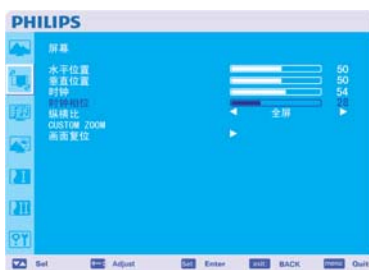 PHILIPS
屏幕
水平位置 50
垂直位置 50
时钟 54
时钟相位 28
纵横比 全屏
CUSTOM ZOOM
画面复位
Sel Adjust Sel Enter exit BACK menu Quit